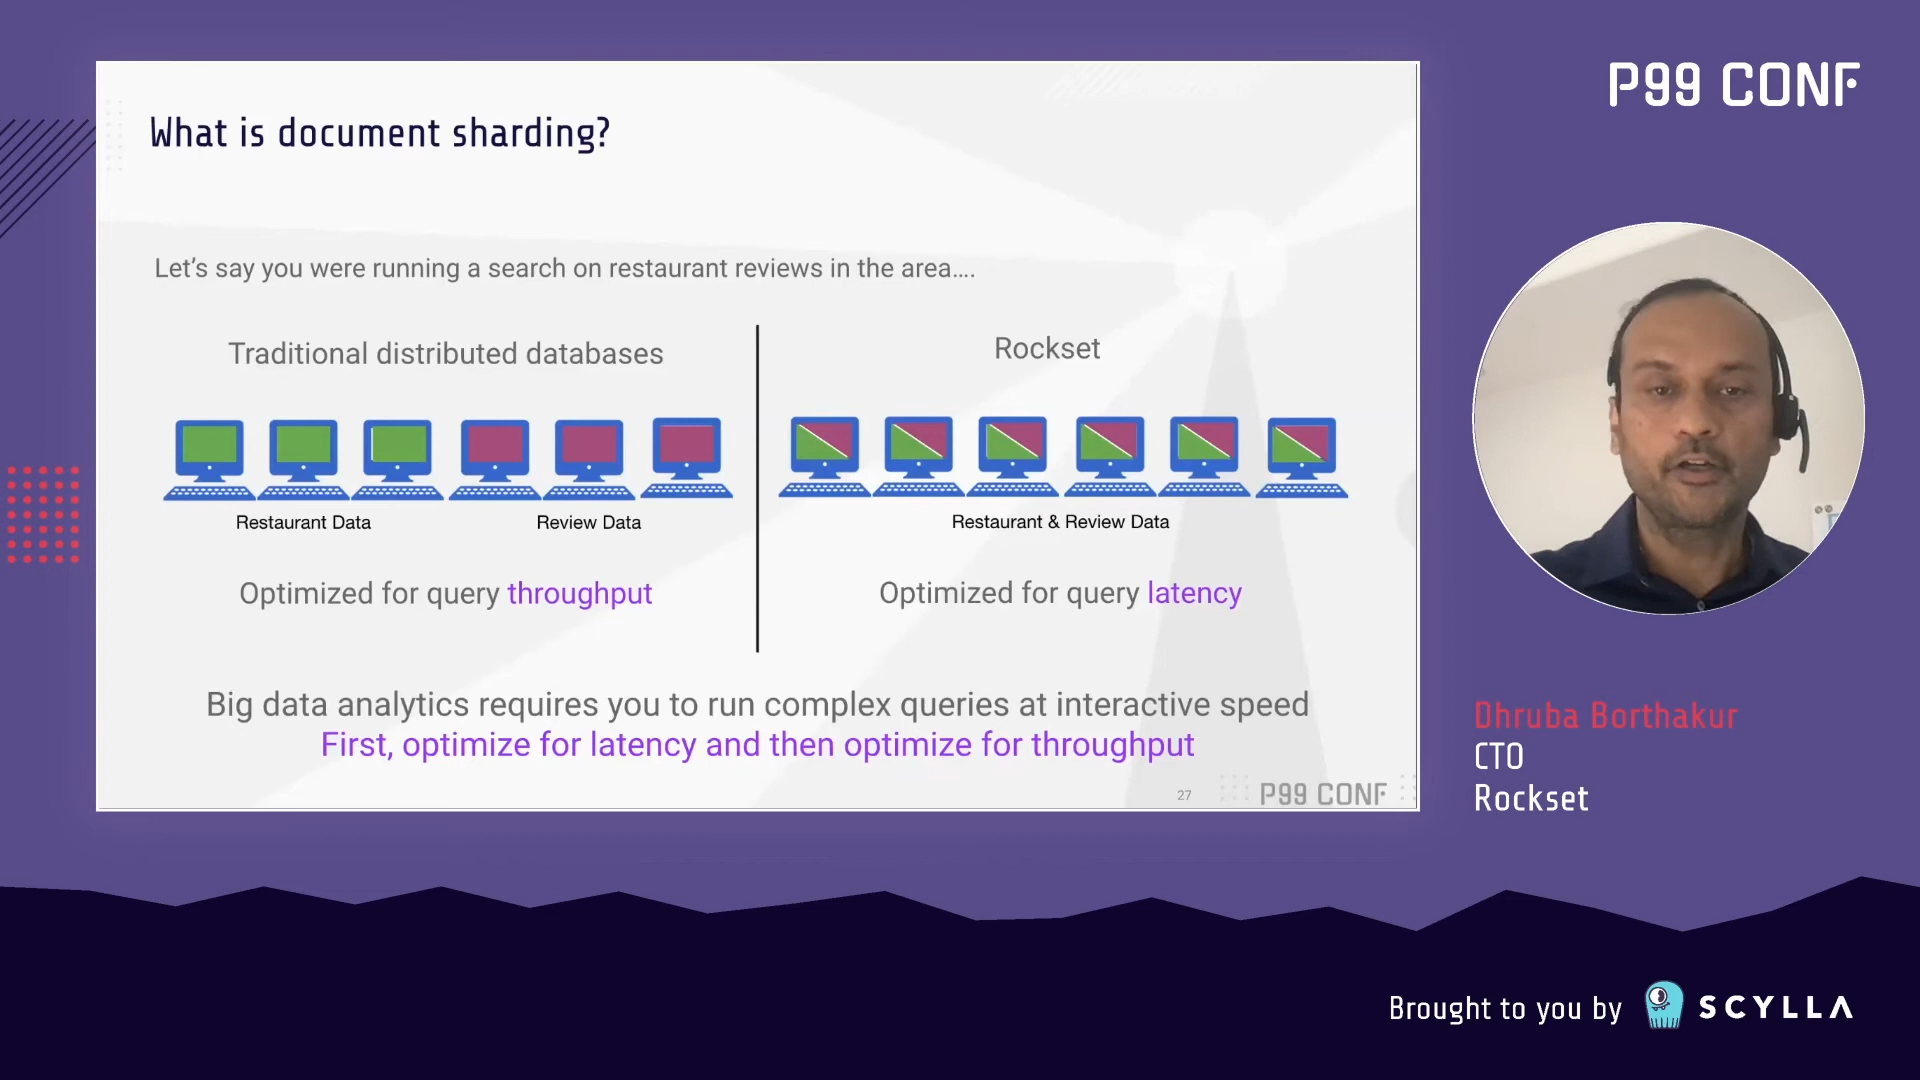 P99 CONF
What is document sharding?
Let's say you were running a search on restaurant reviews in the area....
Traditional distributed databases
Rockset
Restaurant Data
Review Data
Restaurant & Review Data
Optimized for query throughput
Optimized for query latency
Big data analytics requires you to run complex queries at interactive speed
First, optimize for latency and then optimize for throughput
27
P99 CONF
Dhruba Borthakur
CTO
Rockset
Brought to you by SCYLLA